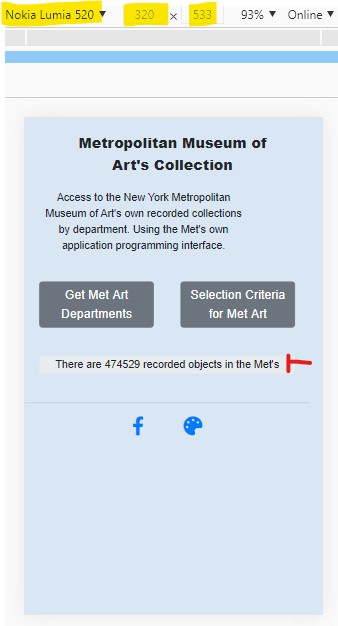 Nokia Lumia 520 ▼ 320 × 533 93% ▼ Online ▼
Metropolitan Museum of
Art's Collection
Access to the New York Metropolitan
Museum of Art's own recorded collections
by department. Using the Met's own
application programming interface.
Get Met Art
Departments
Selection Criteria
for Met Art
There are 474529 recorded objects in the Met's